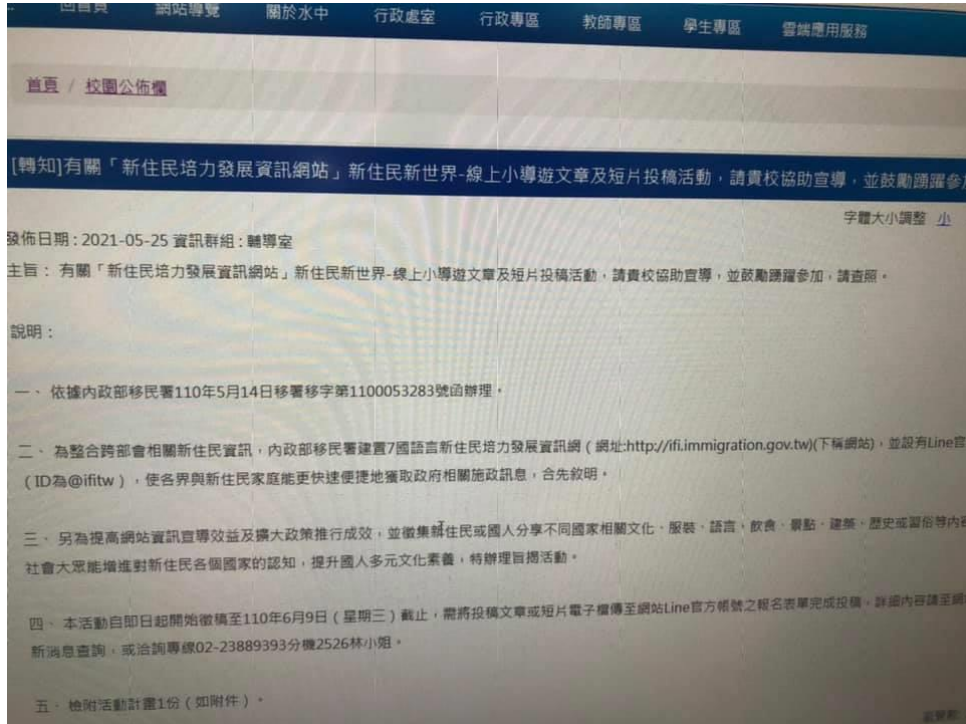 回首頁 網站導覽 關於水中 行政處室 行政專區 教師專區 學生專區 雲端應用服務
首頁 / 校園公佈欄
[轉知]有關「新住民培力發展資訊網站」新住民新世界-線上小導遊文章及短片投稿活動，請貴校協助宣導，並鼓勵踴躍參加
字體大小調整 小
發佈日期：2021-05-25 資訊群組：輔導室
主旨： 有關「新住民培力發展資訊網站」新住民新世界-線上小導遊文章及短片投稿活動，請貴校協助宣導，並鼓勵踴躍參加，請查照。
說明：
一、 依據內政部移民署110年5月14日移署移字第1100053283號函辦理。
二、 為整合跨部會相關新住民資訊，內政部移民署建置7國語言新住民培力發展資訊網（網址:http://ifi.immigration.gov.tw)(下稱網站)，並設有Line官
（ID為@ifitw），使各界與新住民家庭能更快速便捷地獲取政府相關施政訊息，合先敘明。
三、 另為提高網站資訊宣導效益及擴大政策推行成效，並徵集新住民或國人分享不同國家相關文化、服裝、語言、飲食、景點、建築、歷史或習俗等內容
社會大眾能增進對新住民各個國家的認知，提升國人多元文化素養，特辦理旨揭活動。
四、 本活動自即日起開始徵稿至110年6月9日（星期三）截止，需將投稿文章或短片電子檔傳至網站Line官方帳號之報名表單完成投稿，詳細內容請至網
新消息查詢，或洽詢專線02-23889393分機2526林小姐。
五、 檢附活動計畫1份（如附件）。